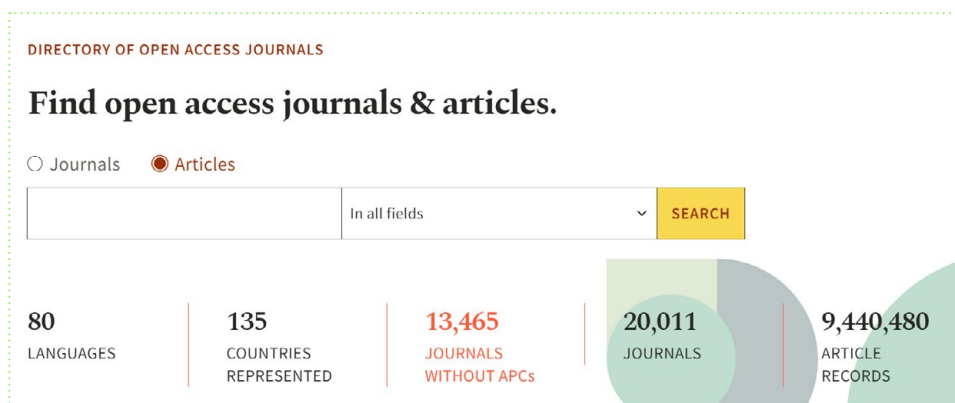 DIRECTORY OF OPEN ACCESS JOURNALS
Find open access journals & articles.
Journals Articles
In all fields SEARCH
80 135 13,465 20,011 9,440,480
LANGUAGES COUNTRIES JOURNALS JOURNALS ARTICLE
REPRESENTED WITHOUT APCs RECORDS